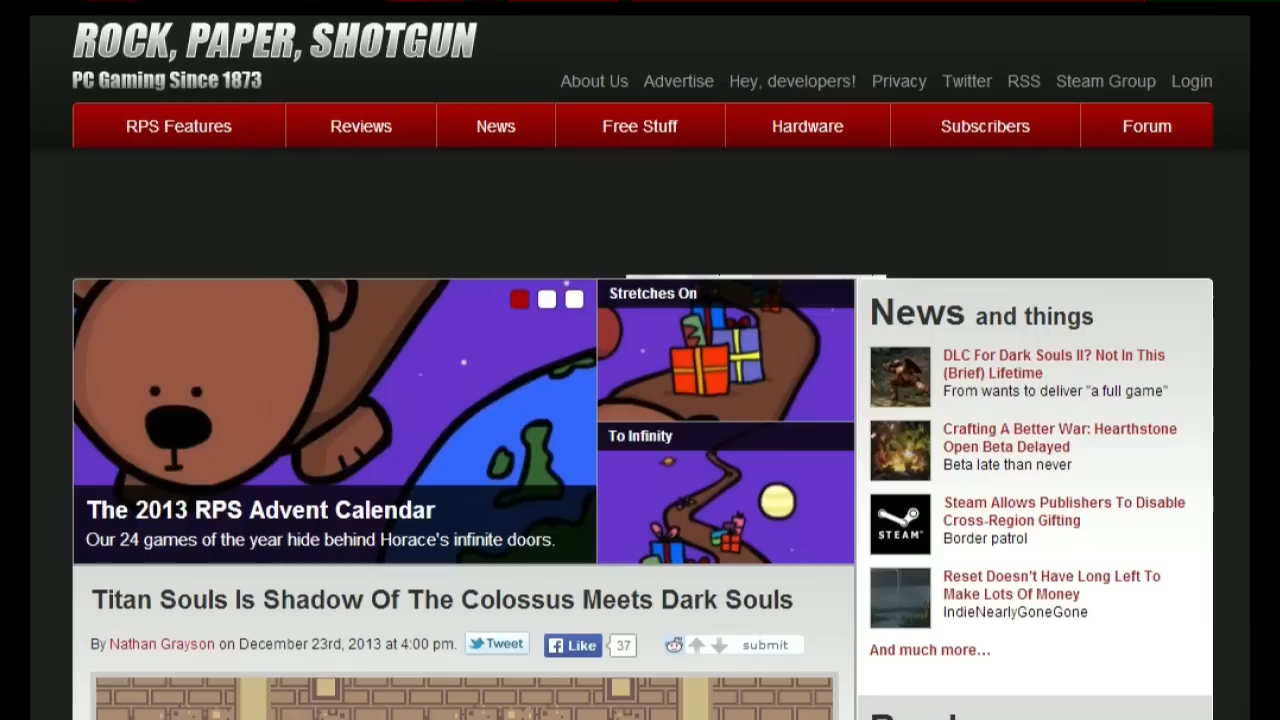 ROCK, PAPER, SHOTGUN
PC Gaming Since 1873
About Us Advertise Hey, developers! Privacy Twitter RSS Steam Group Login
RPS Features Reviews News Free Stuff Hardware Subscribers Forum
The 2013 RPS Advent Calendar
Our 24 games of the year hide behind Horace's infinite doors.
Stretches On
To Infinity
News and things
DLC For Dark Souls II? Not In This
(Brief) Lifetime
From wants to deliver "a full game"
Crafting A Better War: Hearthstone
Open Beta Delayed
Beta late than never
STEAM
Steam Allows Publishers To Disable
Cross-Region Gifting
Border patrol
Reset Doesn't Have Long Left To
Make Lots Of Money
IndieNearlyGoneGone
And much more...
Titan Souls Is Shadow Of The Colossus Meets Dark Souls
By Nathan Grayson on December 23rd, 2013 at 4:00 pm.
Tweet
Like 37
submit